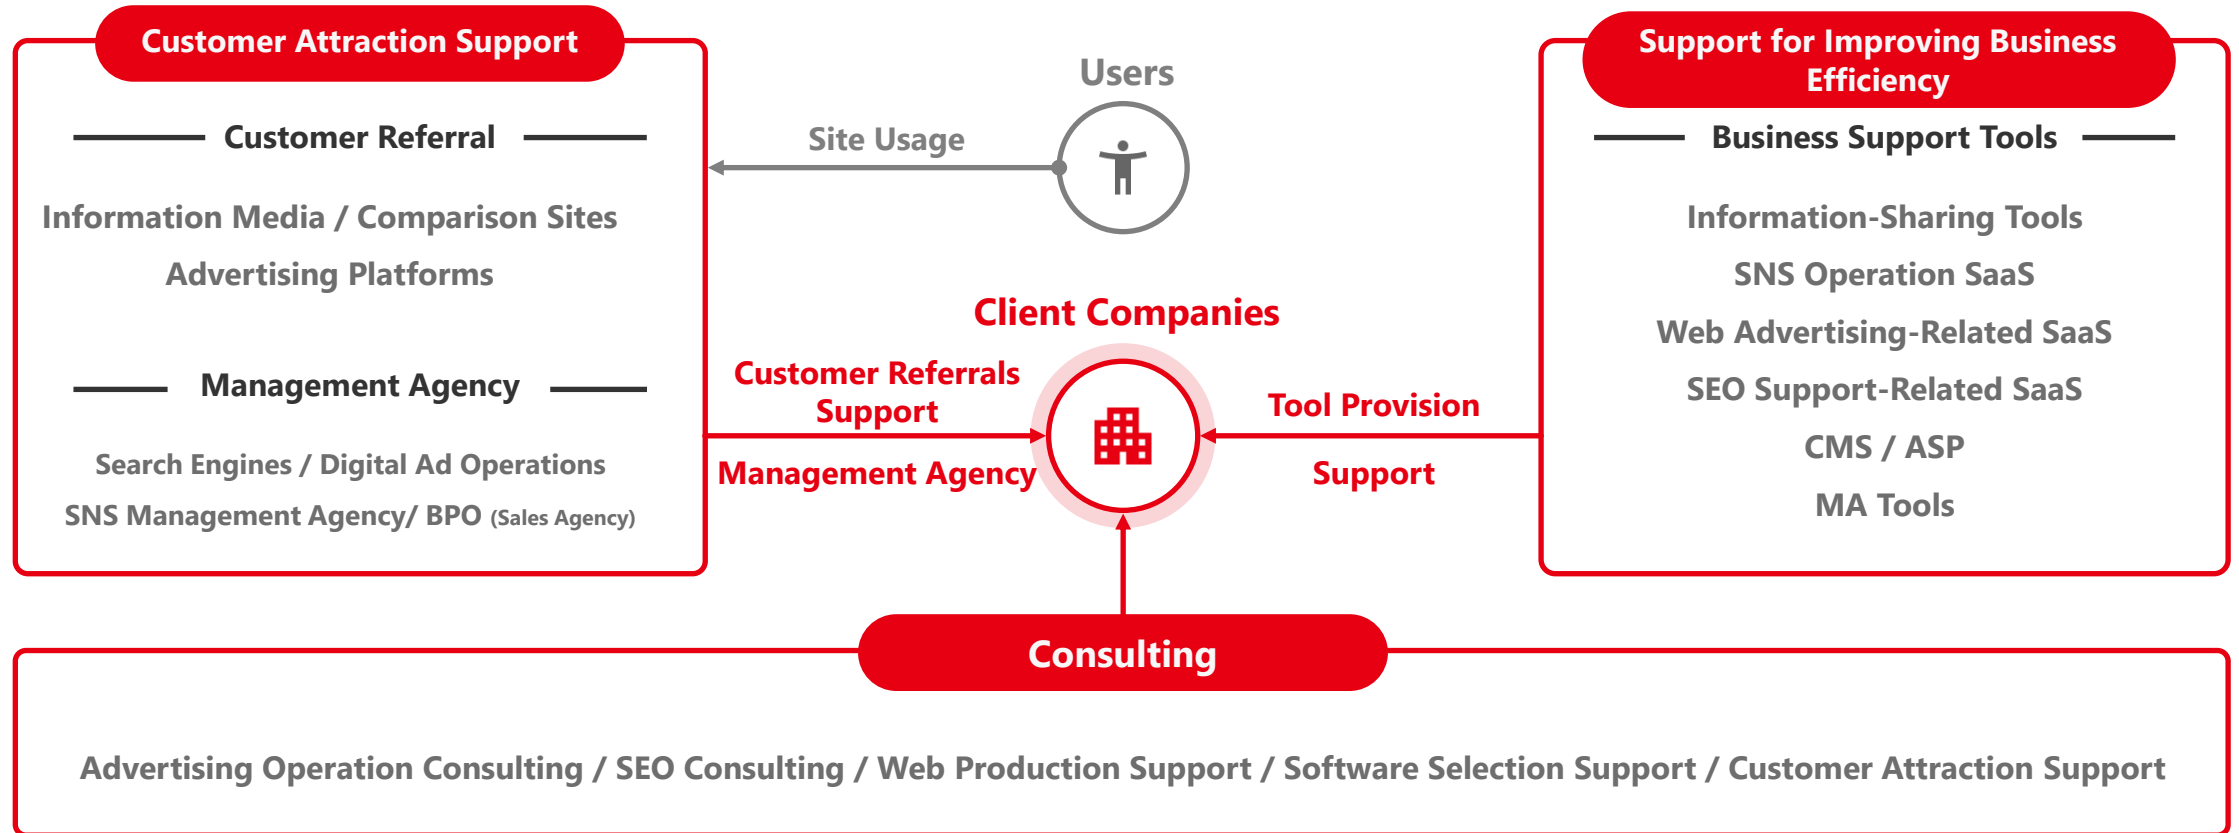 Customer Attraction Support
Customer Referral
Information Media / Comparison Sites
Advertising Platforms
Management Agency
Search Engines / Digital Ad Operations
SNS Management Agency/ BPO (Sales Agency)
Users
Site Usage
Client Companies
Customer Referrals
Support
Management Agency
Tool Provision
Support
Support for Improving Business
Efficiency
Business Support Tools
Information-Sharing Tools
SNS Operation SaaS
Web Advertising-Related SaaS
SEO Support-Related SaaS
CMS / ASP
MA Tools
Consulting
Advertising Operation Consulting / SEO Consulting / Web Production Support / Software Selection Support / Customer Attraction Support